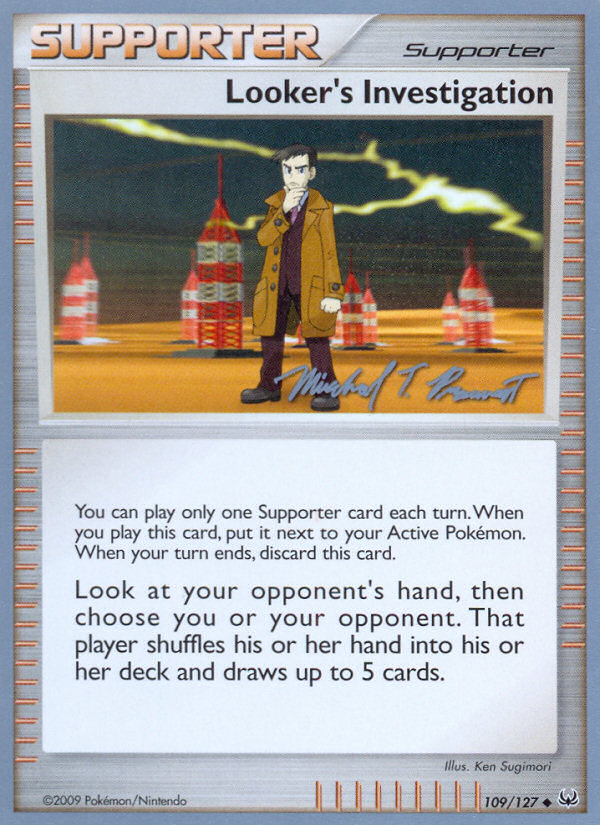 SUPPORTER
Supporter
Looker's Investigation
Michael T. Pramawat
You can play only one Supporter card each turn. When
you play this card, put it next to your Active Pokémon.
When your turn ends, discard this card.
Look at your opponent's hand, then
choose you or your opponent. That
player shuffles his or her hand into his or
her deck and draws up to 5 cards.
Illus. Ken Sugimori
©2009 Pokémon/Nintendo
109/127